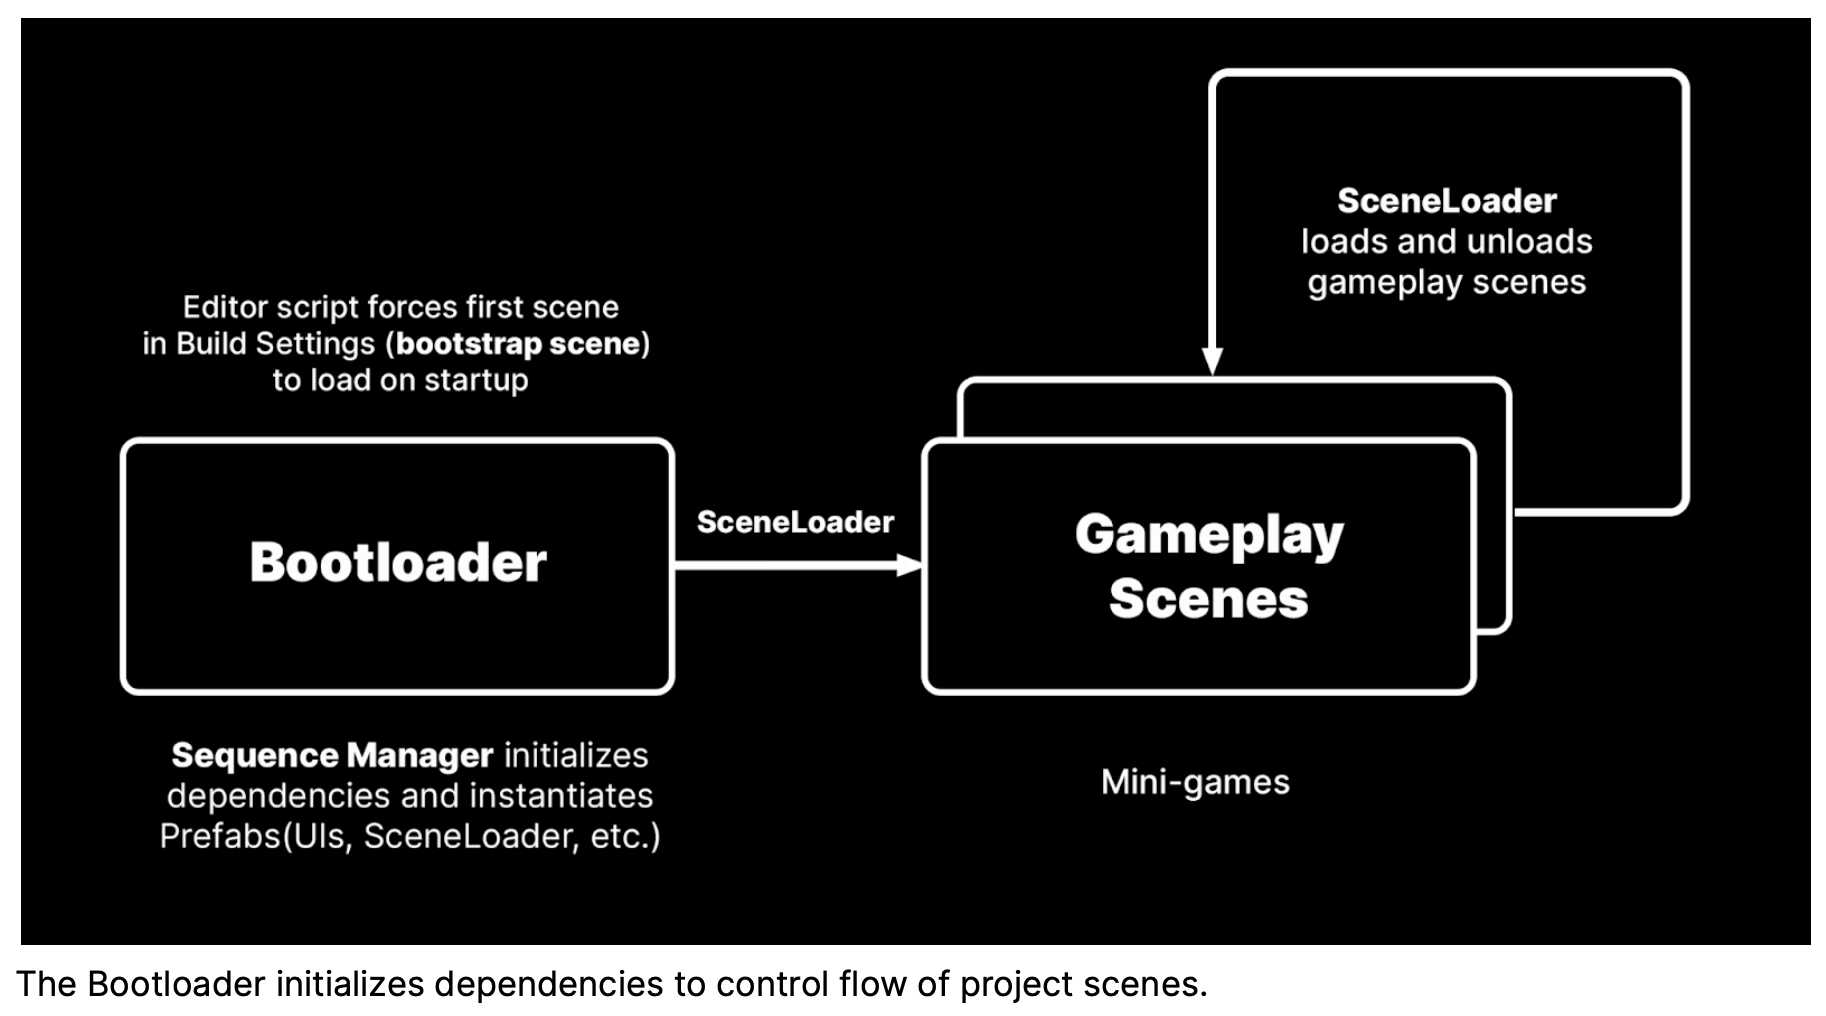 Editor script forces first scene
in Build Settings (bootstrap scene)
to load on startup
Bootloader
Sequence Manager initializes
dependencies and instantiates
Prefabs(UIs, SceneLoader, etc.)
SceneLoader
SceneLoader
loads and unloads
gameplay scenes
Gameplay
Scenes
Mini-games
The Bootloader initializes dependencies to control flow of project scenes.